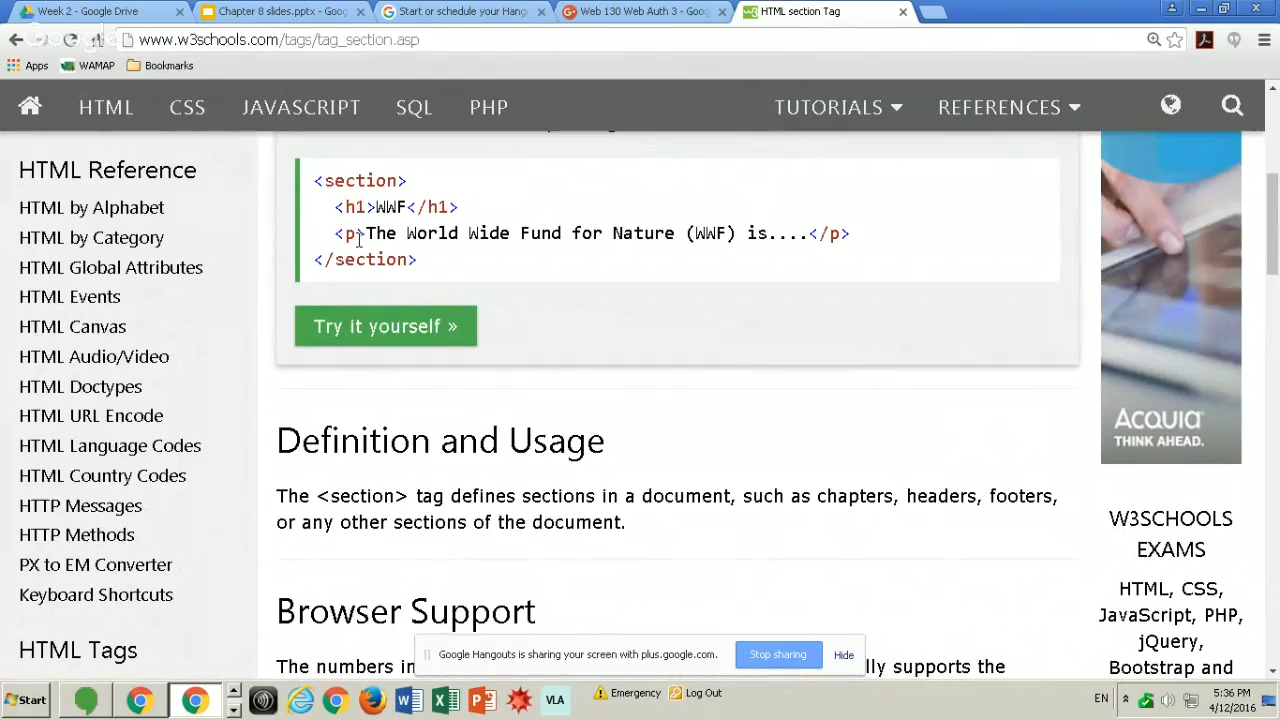 Week 2 - Google Drive
Chapter 8 slides.pptx - Goog
Start or schedule your Hang
Web 130 Web Auth 3 - Goog
HTML section Tag
www.w3schools.com/tags/tag_section.asp
Apps
WAMAP
Bookmarks
HTML
CSS
JAVASCRIPT
SQL
PHP
TUTORIALS
REFERENCES
HTML Reference
HTML by Alphabet
HTML by Category
HTML Global Attributes
HTML Events
HTML Canvas
HTML Audio/Video
HTML Doctypes
HTML URL Encode
HTML Language Codes
HTML Country Codes
HTTP Messages
HTTP Methods
PX to EM Converter
Keyboard Shortcuts
HTML Tags
<section>
<h1>WWF</h1>
<p>The World Wide Fund for Nature (WWF) is....</p>
</section>
Try it yourself »
Definition and Usage
The <section> tag defines sections in a document, such as chapters, headers, footers,
or any other sections of the document.
Browser Support
The numbers in
lly supports the
Acquia
THINK AHEAD.
W3SCHOOLS
EXAMS
HTML, CSS,
JavaScript, PHP,
jQuery,
Bootstrap and
Google Hangouts is sharing your screen with plus.google.com.
Stop sharing
Hide
Start
VLA
Emergency
Log Out
EN
5:36 PM
4/12/2016